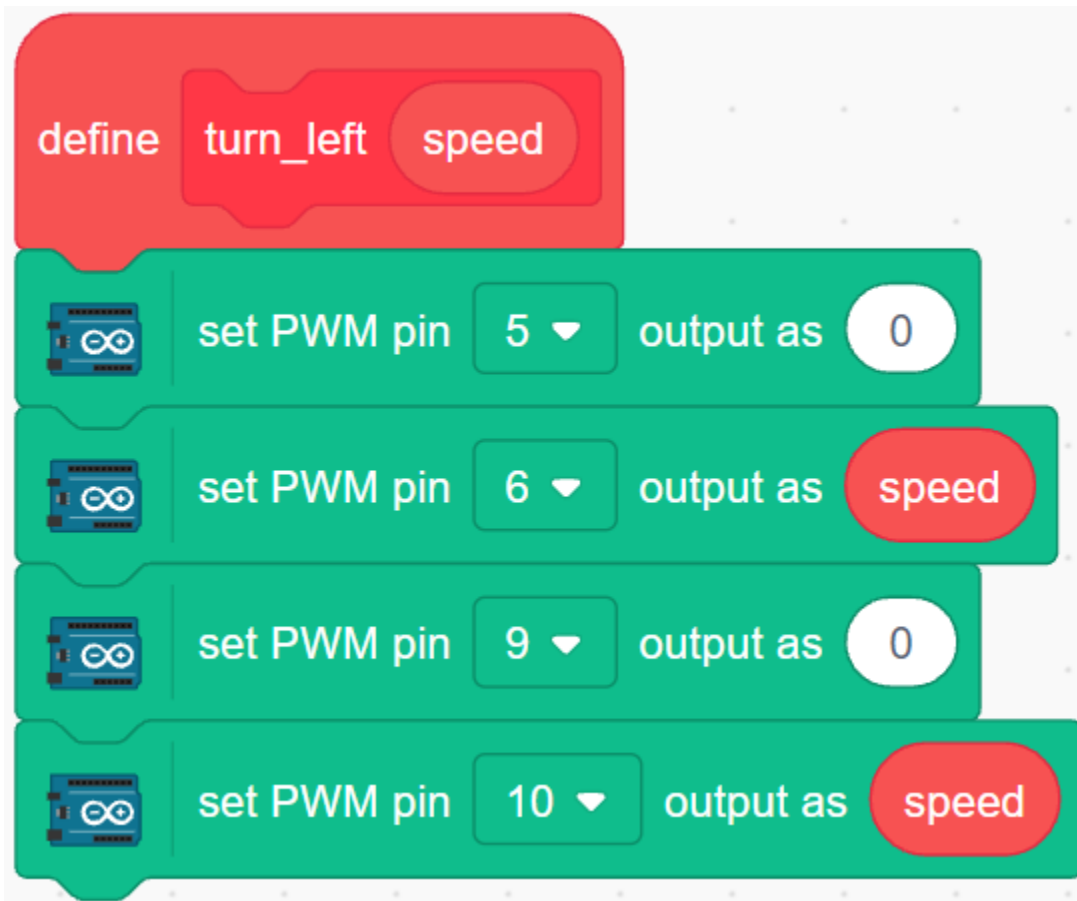 define turn_left speed
set PWM pin 5 output as 0
set PWM pin 6 output as speed
set PWM pin 9 output as 0
set PWM pin 10 output as speed